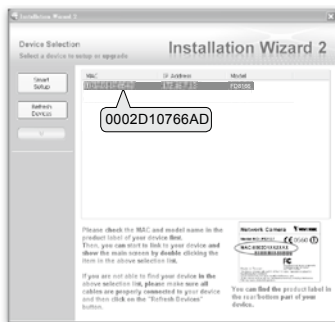 Installation Wizard 2
Device Selection
Select a device to setup or upgrade
Installation Wizard 2
Smart
Setup
Refresh
Devices
MAC
IP Address
Model
0002D10766AD
Please check the MAC and model name in the
product label of your device first.
Then, you can start to link to your device and
show the main screen by double clicking the
item in the above selection list.
If you are not able to find your device in the
above selection list, please make sure all
cables are properly connected to your device
and then click on the "Refresh Devices"
button.
Network Camera
You can find the product label in
the rear/bottom part of your
device.